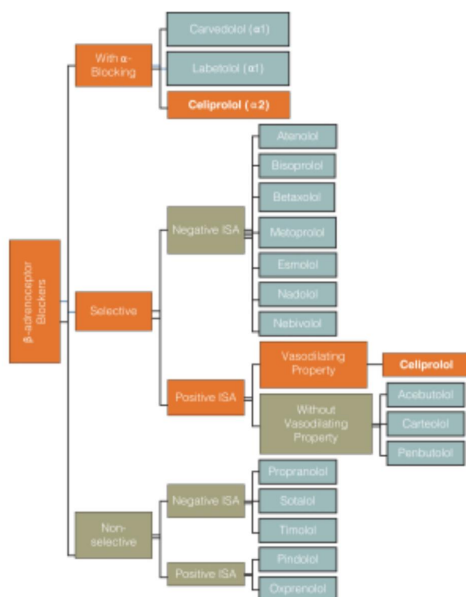 β-adrenoceptor
Blockers
With α-
Blocking
Carvedolol (α1)
Labetolol (α1)
Celiprolol (α2)
Selective
Negative ISA
Atenolol
Bisoprolol
Betaxolol
Metoprolol
Esmolol
Nadolol
Nebivolol
Positive ISA
Vasodilating
Property
Celiprolol
Without
Vasodilating
Property
Acebutolol
Carteolol
Penbutolol
Non-
selective
Negative ISA
Propranolol
Sotalol
Timolol
Positive ISA
Pindolol
Oxprenolol